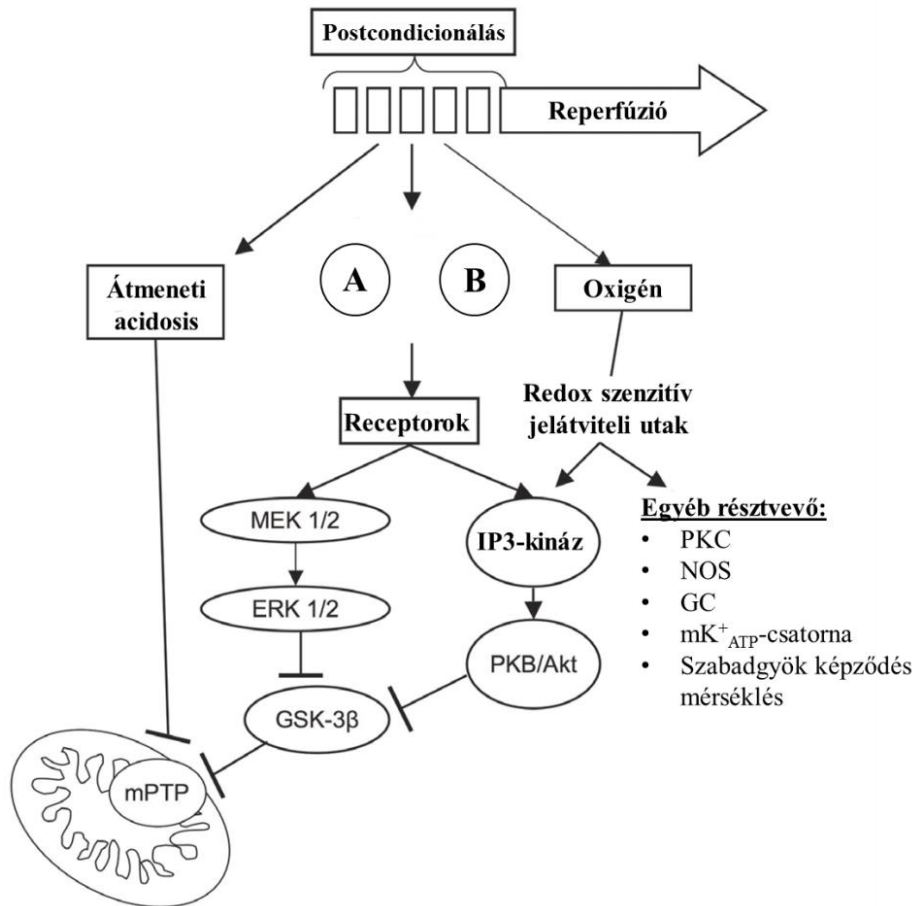 Postcondicionálás
Reperfúzió
A
B
Átmeneti
acidosis
Oxigén
Receptorok
Redox szenzitív
jelátviteli utak
MEK 1/2
IP3-kináz
ERK 1/2
PKB/Akt
GSK-3β
mPTP
Egyéb résztvevő:
• PKC
• NOS
• GC
• mK⁺ATP-csatorna
• Szabadgyök képződés
mérséklés